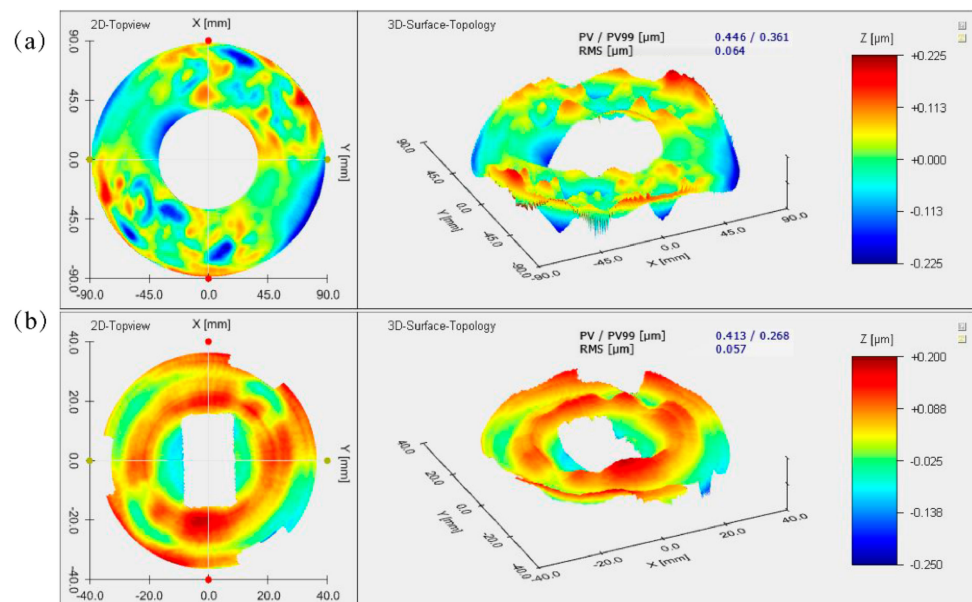 (a)
2D-Topview
X [mm]
90.0
45.0
0.0
-45.0
-90.0
Y [mm]
-90.0 -45.0 0.0 45.0 90.0
3D-Surface-Topology
PV / PV99 [µm] 0.446 / 0.361
RMS [µm] 0.064
90.0
45.0
0.0
-45.0
-90.0
Y [mm]
-90.0
-45.0
0.0
45.0
90.0
X [mm]
Z [µm]
+0.225
+0.113
+0.000
-0.113
-0.225
(b)
2D-Topview
X [mm]
40.0
20.0
0.0
-20.0
-40.0
Y [mm]
-40.0 -20.0 0.0 20.0 40.0
3D-Surface-Topology
PV / PV99 [µm] 0.413 / 0.268
RMS [µm] 0.057
40.0
20.0
0.0
-20.0
-40.0
Y [mm]
-40.0
-20.0
0.0
20.0
40.0
X [mm]
Z [µm]
+0.200
+0.088
-0.025
-0.138
-0.250